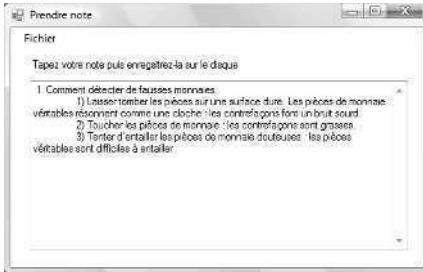 Prendre note
Fichier
Tapez votre note puis enregistrez-la sur le disque
1. Comment détecter de fausses monnaies.
1) Laisser tomber les pièces sur une surface dure. Les pièces de monnaie
véritables résonnent comme une cloche : les contrefaçons font un bruit sourd.
2) Toucher les pièces de monnaie : les contrefaçons sont grasses.
3) Tenter d'entailler les pièces de monnaie douteuses : les pièces
véritables sont difficiles à entailler.